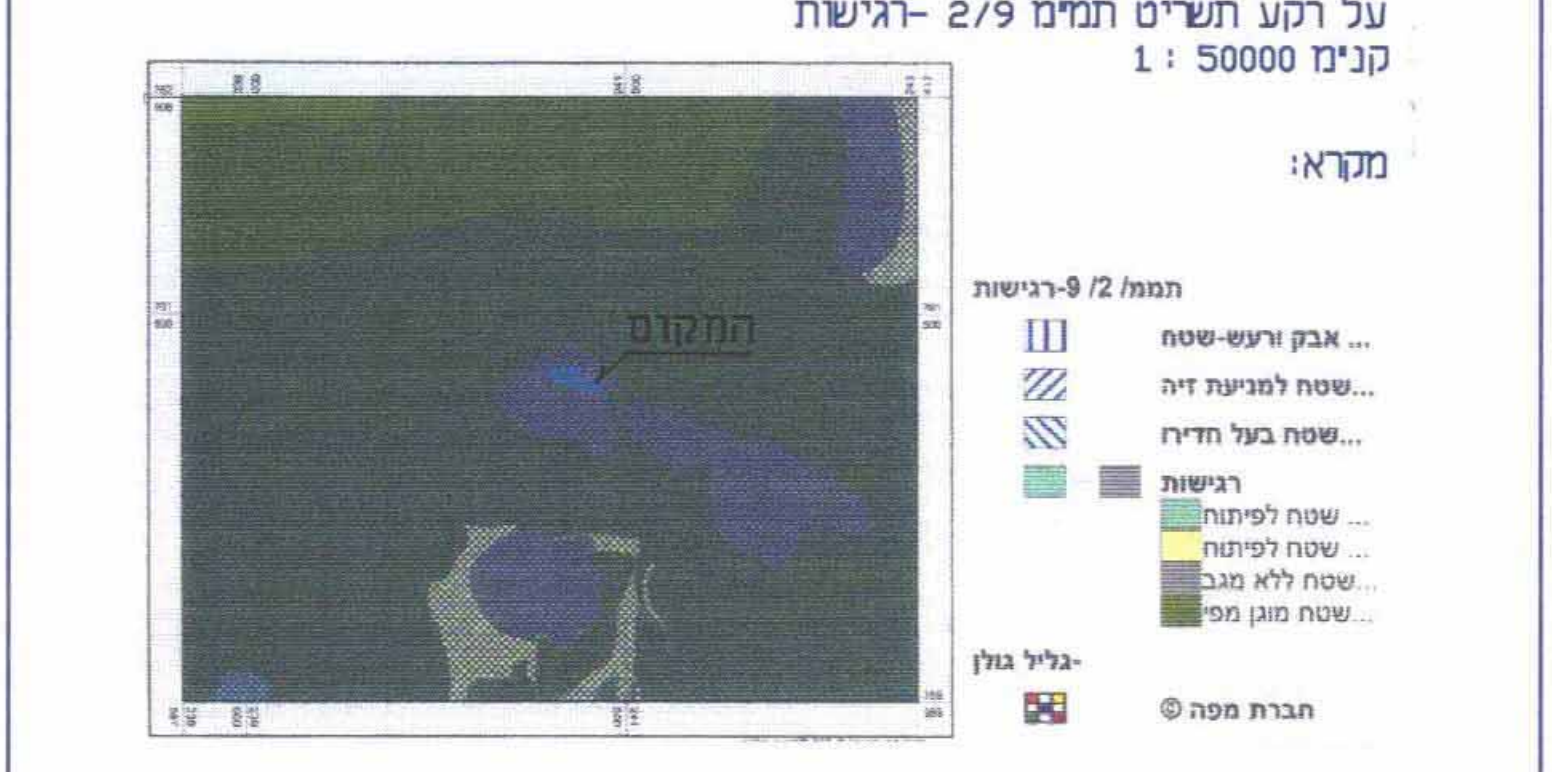 על רקע תשריט תמ״מ 2/9 –רגישות
קנ״מ 50000 : 1
מקרא:
המקום
תממ/ 2/ 9-רגישות
אבק ורעש-שטח ...
שטח למניעת זיה...
שטח בעל חדירו...
רגישות
שטח לפיתוח ...
שטח לפיתוח ...
שטח ללא מגב...
שטח מוגן מפי...
גליל גולן-
חברת מפה ©